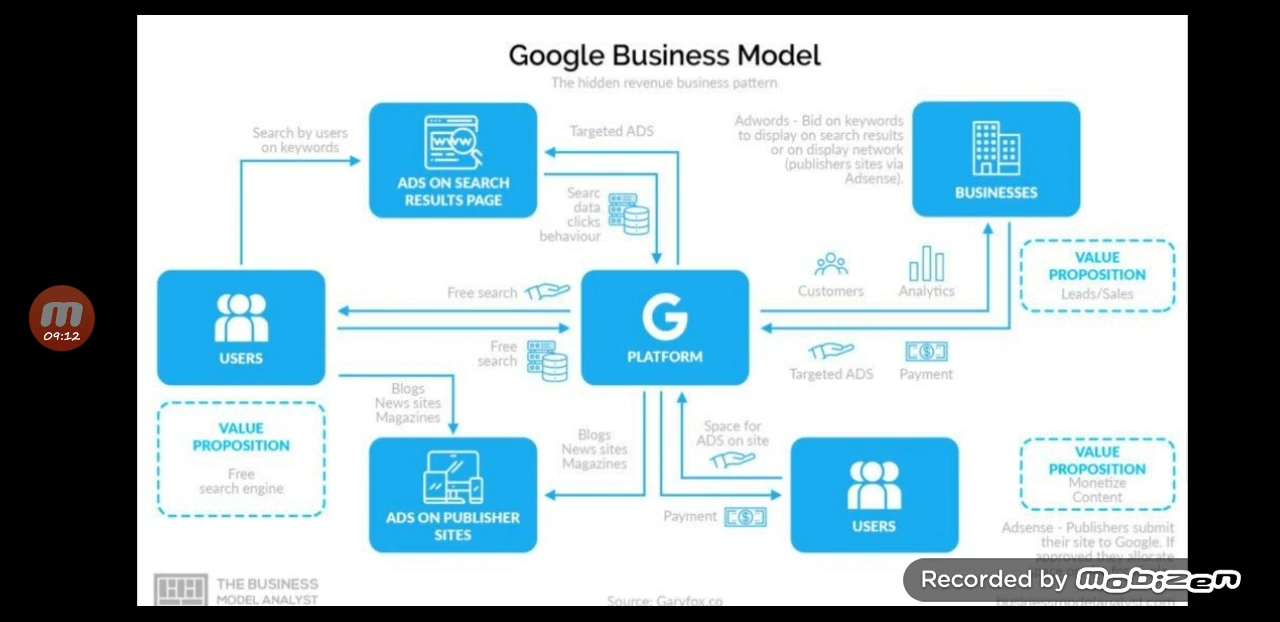 Google Business Model
The hidden revenue business pattern
Search by users
on keywords
ADS ON SEARCH
RESULTS PAGE
Targeted ADS
Searc
data
clicks
behaviour
Adwords - Bid on keywords
to display on search results
or on display network
(publishers sites via
Adsense).
BUSINESSES
VALUE
PROPOSITION
Leads/Sales
Customers
Analytics
Free search
USERS
G
PLATFORM
Free
search
Targeted ADS
Payment
09:12
Blogs
News sites
Magazines
VALUE
PROPOSITION
Free
search engine
ADS ON PUBLISHER
SITES
Blogs
News sites
Magazines
Space for
ADS on site
Payment
USERS
VALUE
PROPOSITION
Monetize
Content
Adsense - Publishers submit
their site to Google. If
approved they allocate
Recorded by Mobizen
THE BUSINESS
MODEL ANALYST
Source: Garyfox.co
businessmodelanalyst.com